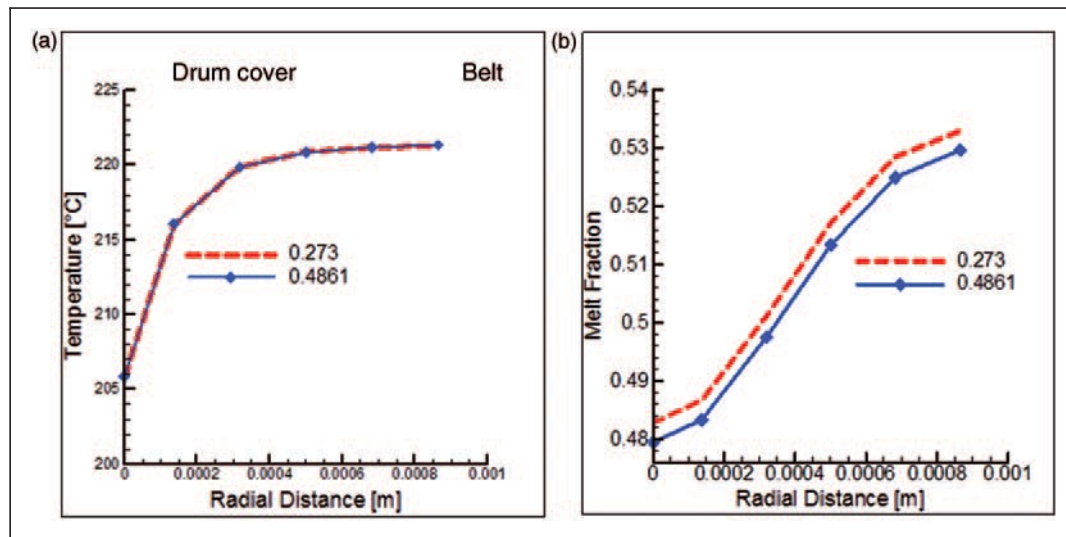 (a)
Drum cover Belt
225
220
215
210
205
200
Temperature [°C]
0.273
0.4861
0 0.0002 0.0004 0.0006 0.0008 0.001
Radial Distance [m]
(b)
0.54
0.53
0.52
0.51
0.5
0.49
0.48
Melt Fraction
0.273
0.4861
0 0.0002 0.0004 0.0006 0.0008 0.001
Radial Distance [m]